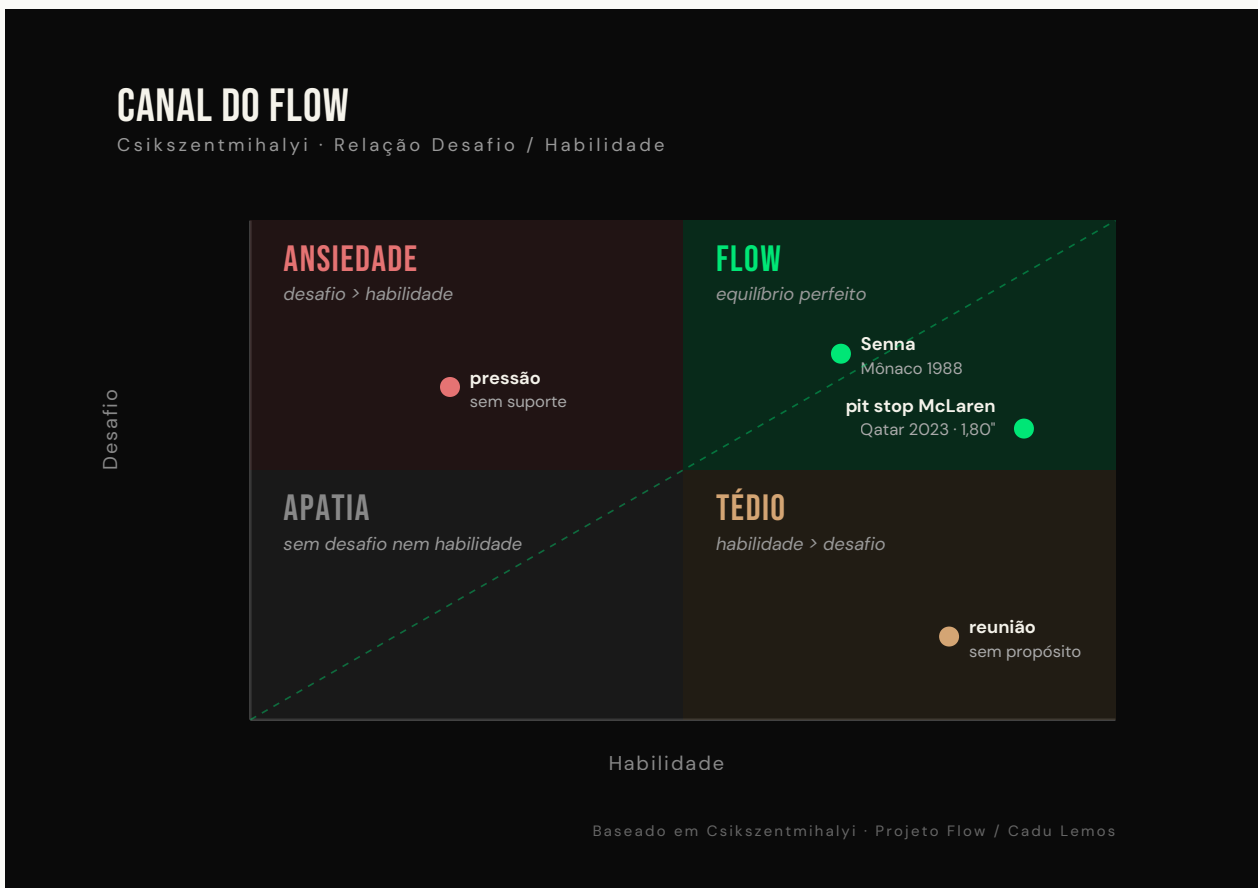 CANAL DO FLOW
Csikszentmihalyi · Relação Desafio / Habilidade
ANSIEDADE
desafio > habilidade
FLOW
equilíbrio perfeito
Senna
Mônaco 1988
pressão
sem suporte
pit stop McLaren
Qatar 2023 · 1,80"
Desafio
APATIA
sem desafio nem habilidade
TÉDIO
habilidade > desafio
reunião
sem propósito
Habilidade
Baseado em Csikszentmihalyi · Projeto Flow / Cadu Lemos